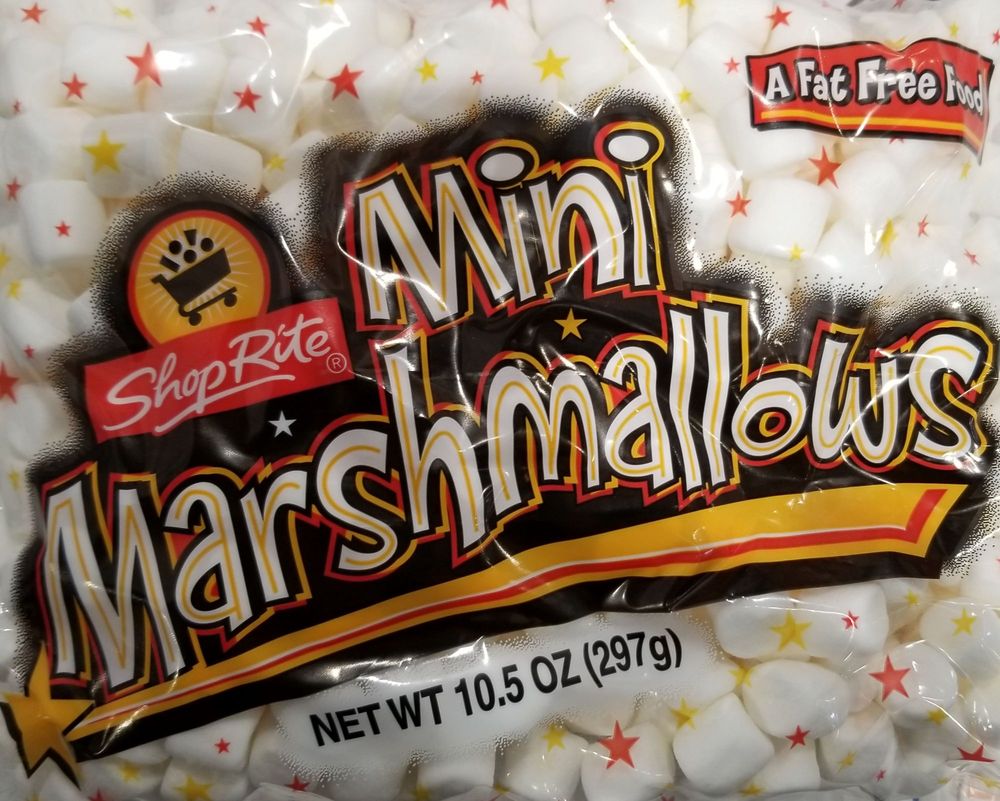 A Fat Free Food
Mini
ShopRite®
Marshmallows
NET WT 10.5 OZ (297g)